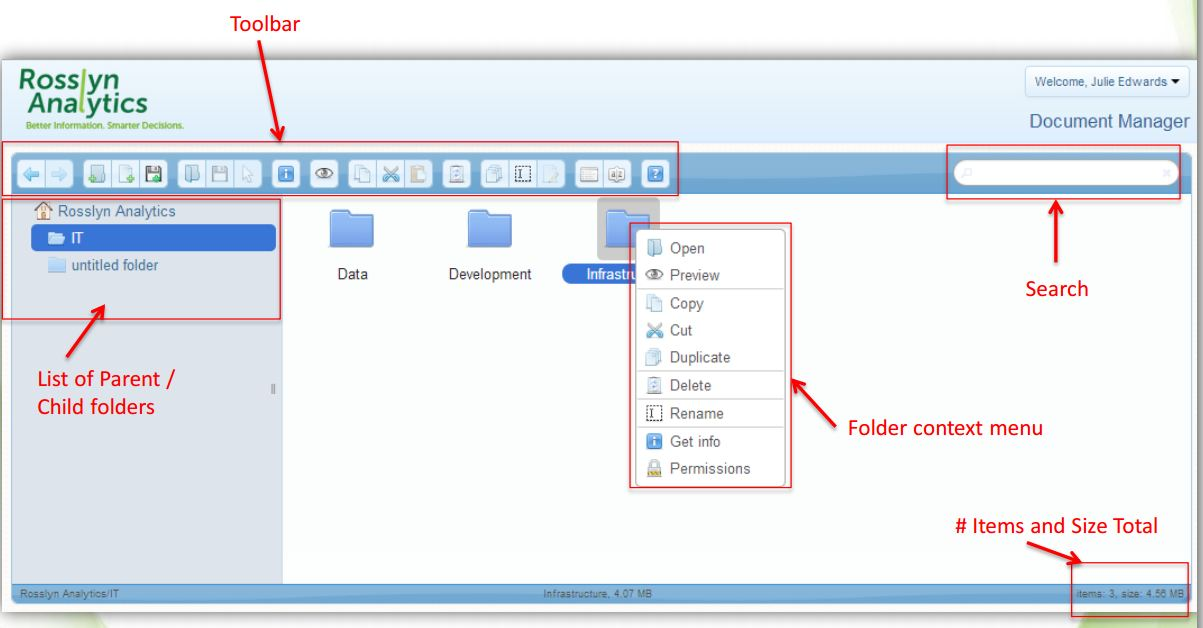 Toolbar
Rosslyn
Analytics
Better Information. Smarter Decisions.
Welcome, Julie Edwards
Document Manager
Rosslyn Analytics
IT
untitled folder
Data
Development
Infrastru
Open
Preview
Copy
Cut
Duplicate
Delete
Rename
Get info
Permissions
Search
List of Parent /
Child folders
Folder context menu
# Items and Size Total
Rosslyn Analytics/IT
Infrastructure, 4.07 MB
items: 3, size: 4.56 MB